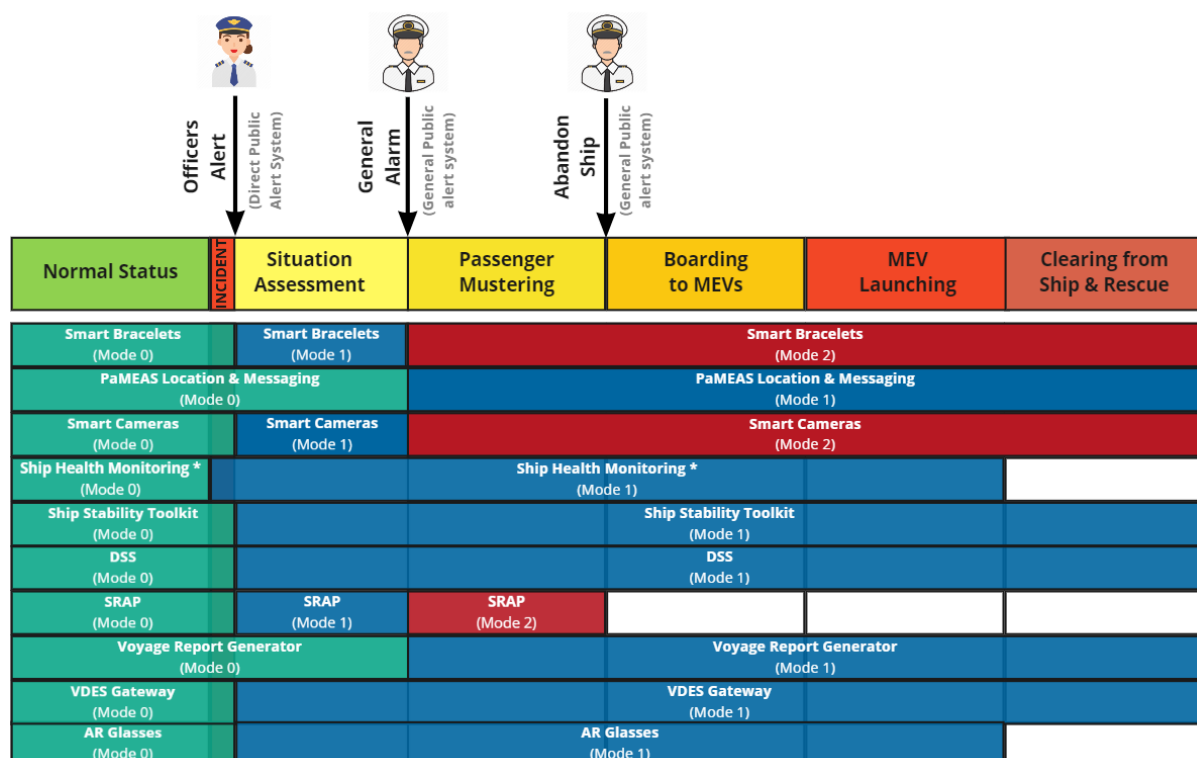 Officers
Alert
(Direct Public
Alert System)
General
Alarm
(General Public
alert system)
Abandon
Ship
(General Public
alert system)
Normal Status
INCIDENT
Situation
Assessment
Passenger
Mustering
Boarding
to MEVs
MEV
Launching
Clearing from
Ship & Rescue
Smart Bracelets
(Mode 0)
Smart Bracelets
(Mode 1)
Smart Bracelets
(Mode 2)
PaMEAS Location & Messaging
(Mode 0)
PaMEAS Location & Messaging
(Mode 1)
Smart Cameras
(Mode 0)
Smart Cameras
(Mode 1)
Smart Cameras
(Mode 2)
Ship Health Monitoring *
(Mode 0)
Ship Health Monitoring *
(Mode 1)
Ship Stability Toolkit
(Mode 0)
Ship Stability Toolkit
(Mode 1)
DSS
(Mode 0)
DSS
(Mode 1)
SRAP
(Mode 0)
SRAP
(Mode 1)
SRAP
(Mode 2)
Voyage Report Generator
(Mode 0)
Voyage Report Generator
(Mode 1)
VDES Gateway
(Mode 0)
VDES Gateway
(Mode 1)
AR Glasses
(Mode 0)
AR Glasses
(Mode 1)